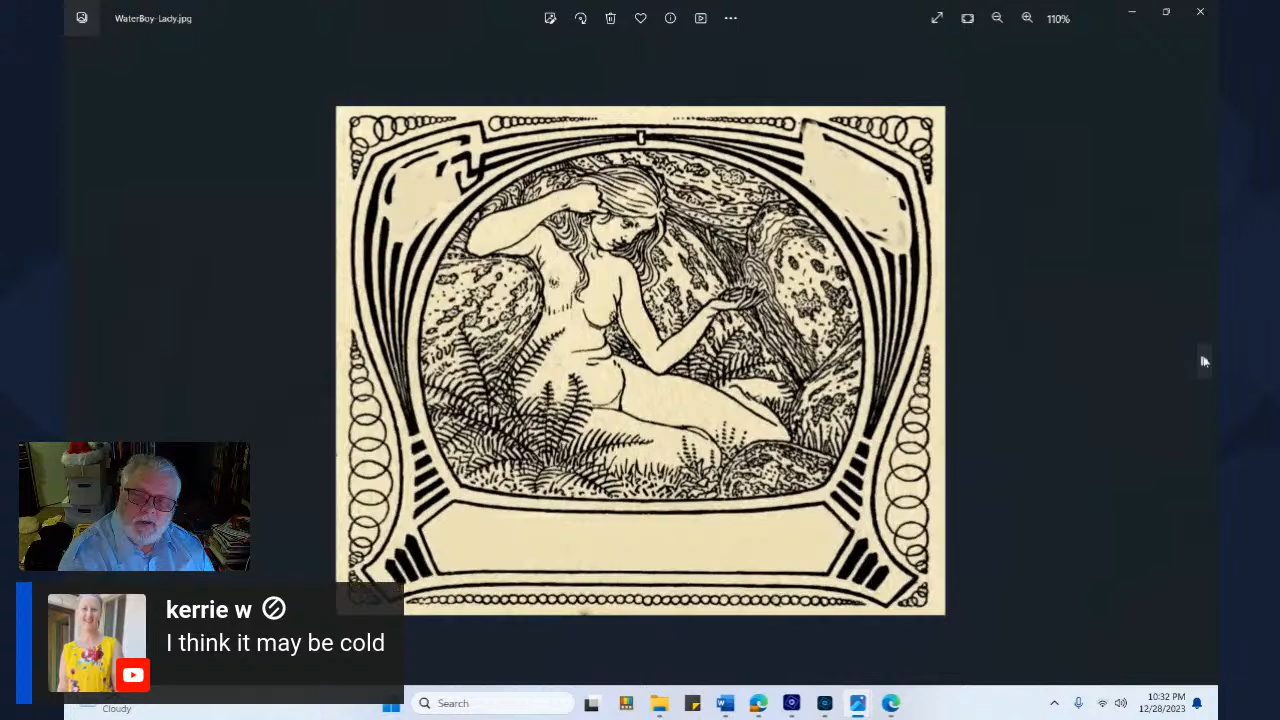 WaterBoy-Lady.jpg
110%
kerrie w
I think it may be cold
Cloudy
Search
10:32 PM
12/28/2023